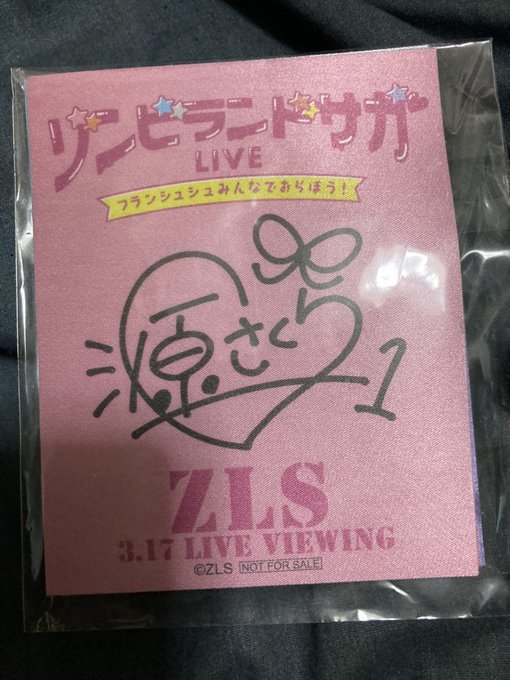 ゾンビランドサガ
LIVE
フランシュシュみんなでおらぼう！
源さくら
1
ZLS
3.17 LIVE VIEWING
©ZLS NOT FOR SALE